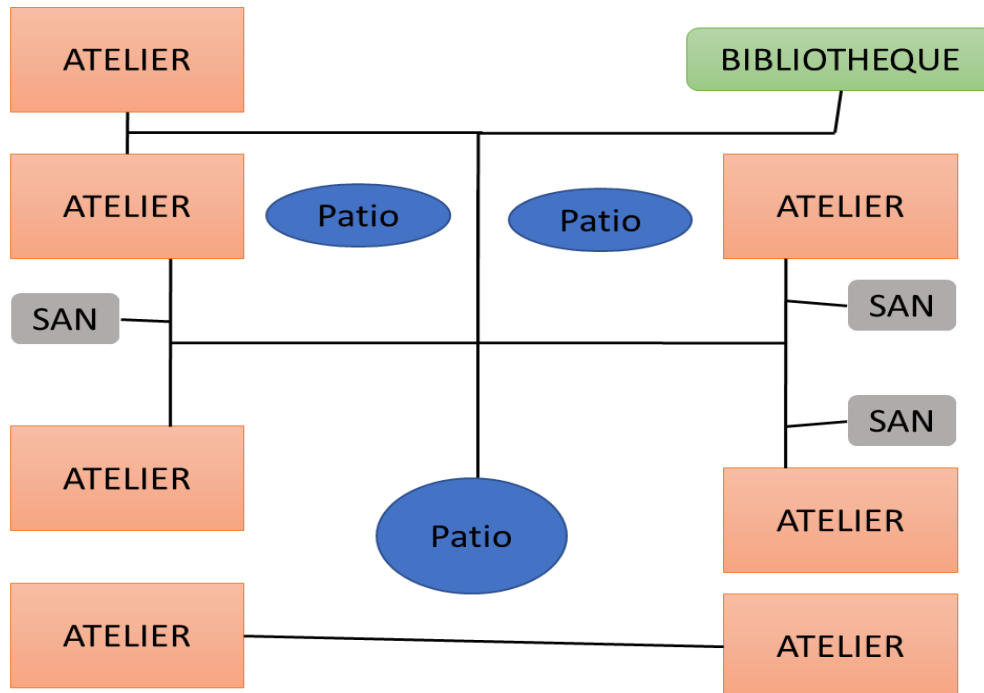 ATELIER
BIBLIOTHEQUE
ATELIER
Patio
Patio
ATELIER
SAN
SAN
SAN
ATELIER
Patio
ATELIER
ATELIER
ATELIER